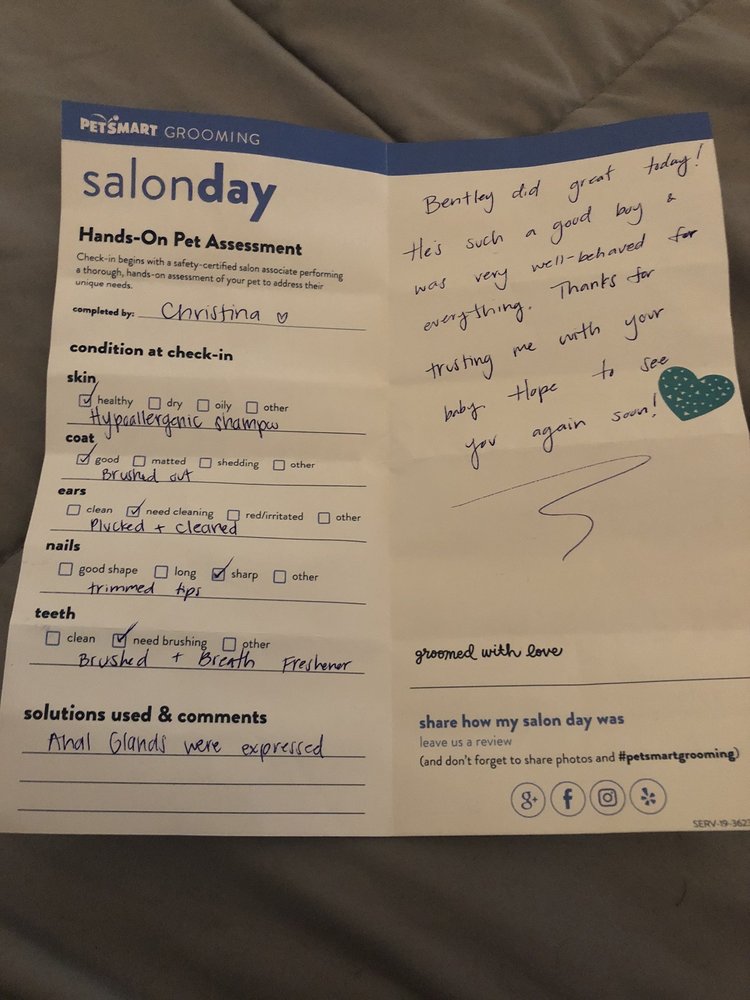 PETSMART GROOMING
salonday
Hands-On Pet Assessment
Check-in begins with a safety-certified salon associate performing
a thorough, hands-on assessment of your pet to address their
unique needs.
completed by: Christina ♡
condition at check-in
skin
healthy dry oily other
Hypoallergenic shampoo
coat
good matted shedding other
Brushed out
ears
clean need cleaning red/irritated other
Plucked + cleaned
nails
good shape long sharp other
trimmed tips
teeth
clean need brushing other
Brushed + Breath Freshener
solutions used & comments
Anal Glands were expressed
Bentley did great today!
He's such a good boy &
was very well-behaved for
everything. Thanks for
trusting me with your
baby. Hope to see
you again soon!
groomed with love
share how my salon day was
leave us a review
(and don't forget to share photos and #petsmartgrooming)
g+ f
SERV-19-3623